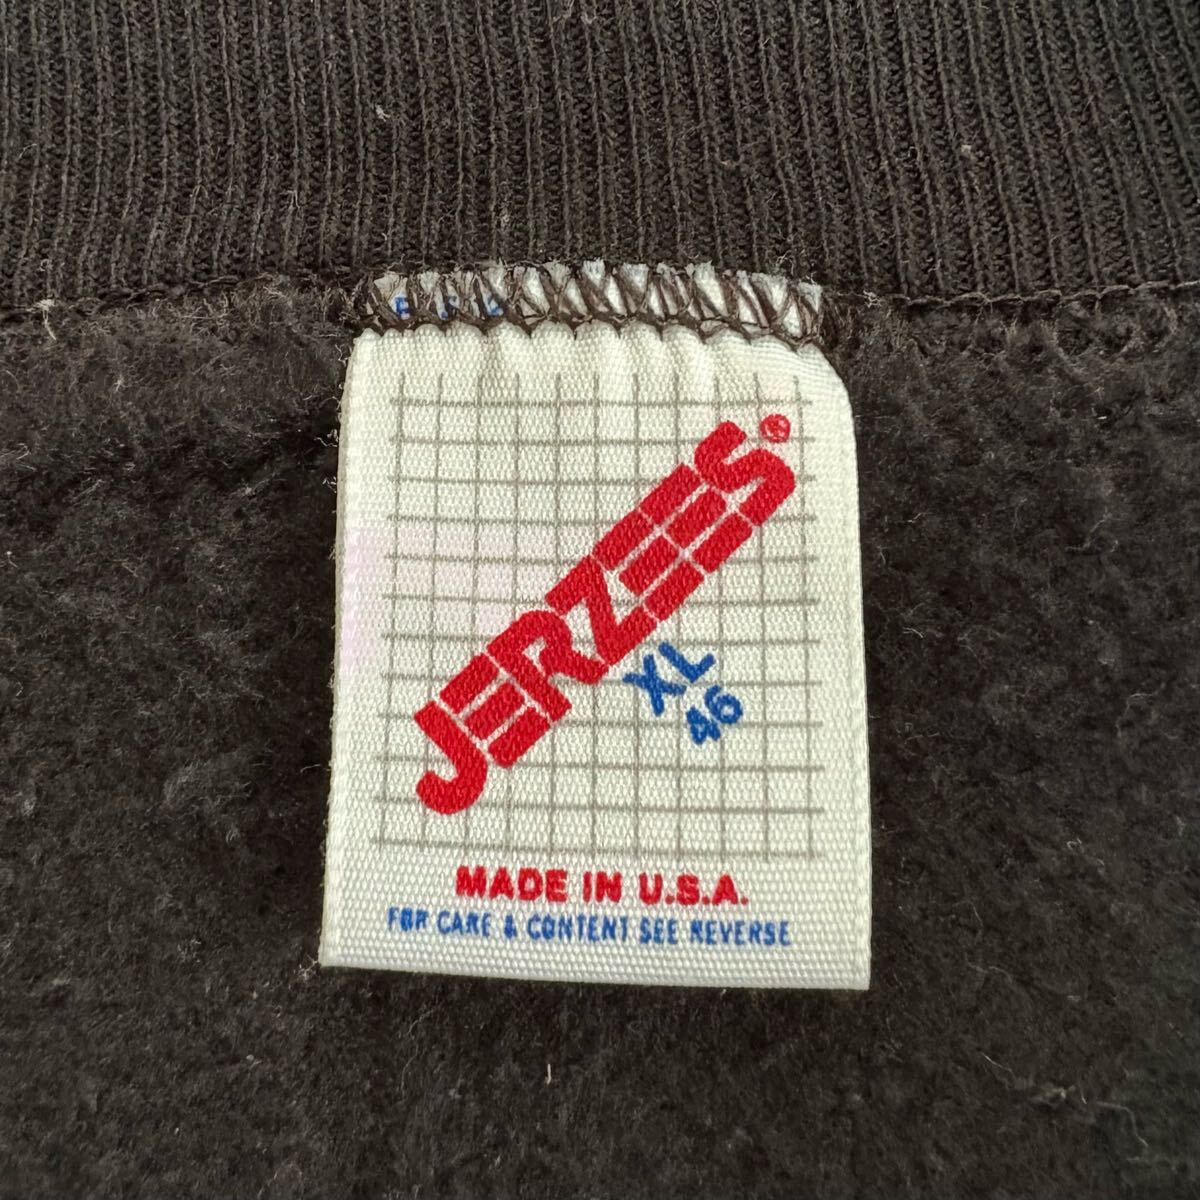 JERZEES®
XL
46
MADE IN U.S.A.
FOR CARE & CONTENT SEE REVERSE